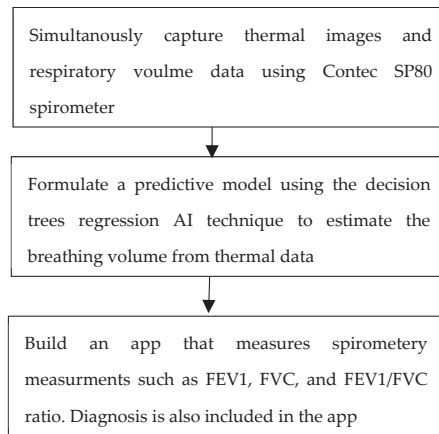 Simultanously capture thermal images and
respiratory voulme data using Contec SP80
spirometer
Formulate a predictive model using the decision
trees regression AI technique to estimate the
breathing volume from thermal data
Build an app that measures spirometery
measurments such as FEV1, FVC, and FEV1/FVC
ratio. Diagnosis is also included in the app